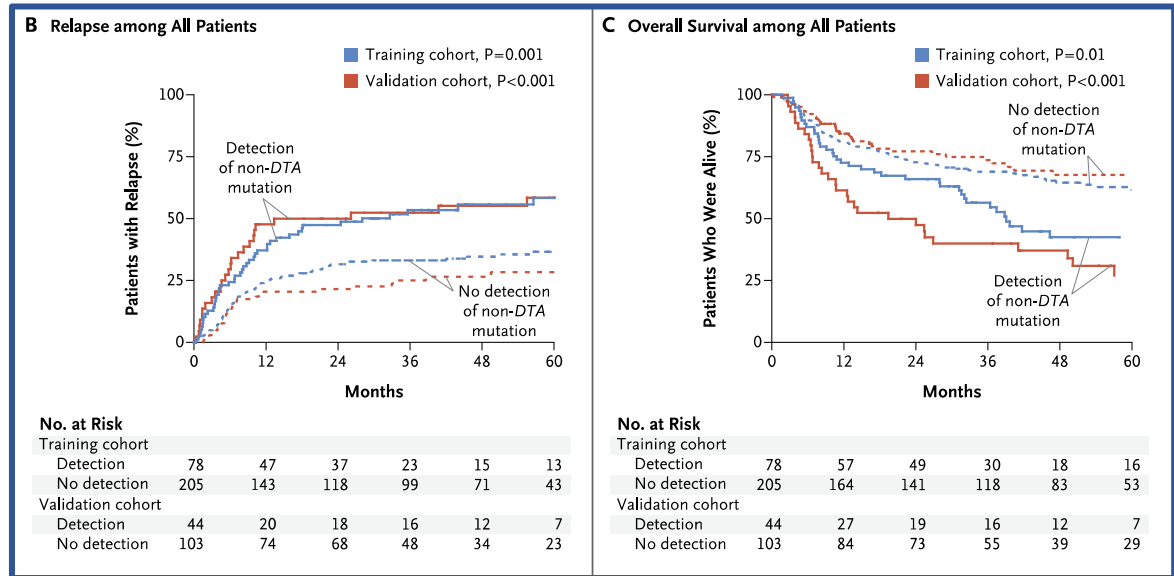 B Relapse among All Patients
Training cohort, P=0.001
Validation cohort, P<0.001
Patients with Relapse (%)
100
75
50
25
0
Detection
of non-DTA
mutation
No detection
of non-DTA
mutation
0 12 24 36 48 60
Months
No. at Risk
Training cohort
Detection 78 47 37 23 15 13
No detection 205 143 118 99 71 43
Validation cohort
Detection 44 20 18 16 12 7
No detection 103 74 68 48 34 23
C Overall Survival among All Patients
Training cohort, P=0.01
Validation cohort, P<0.001
Patients Who Were Alive (%)
100
75
50
25
0
No detection
of non-DTA
mutation
Detection
of non-DTA
mutation
0 12 24 36 48 60
Months
No. at Risk
Training cohort
Detection 78 57 49 30 18 16
No detection 205 164 141 118 83 53
Validation cohort
Detection 44 27 19 16 12 7
No detection 103 84 73 55 39 29